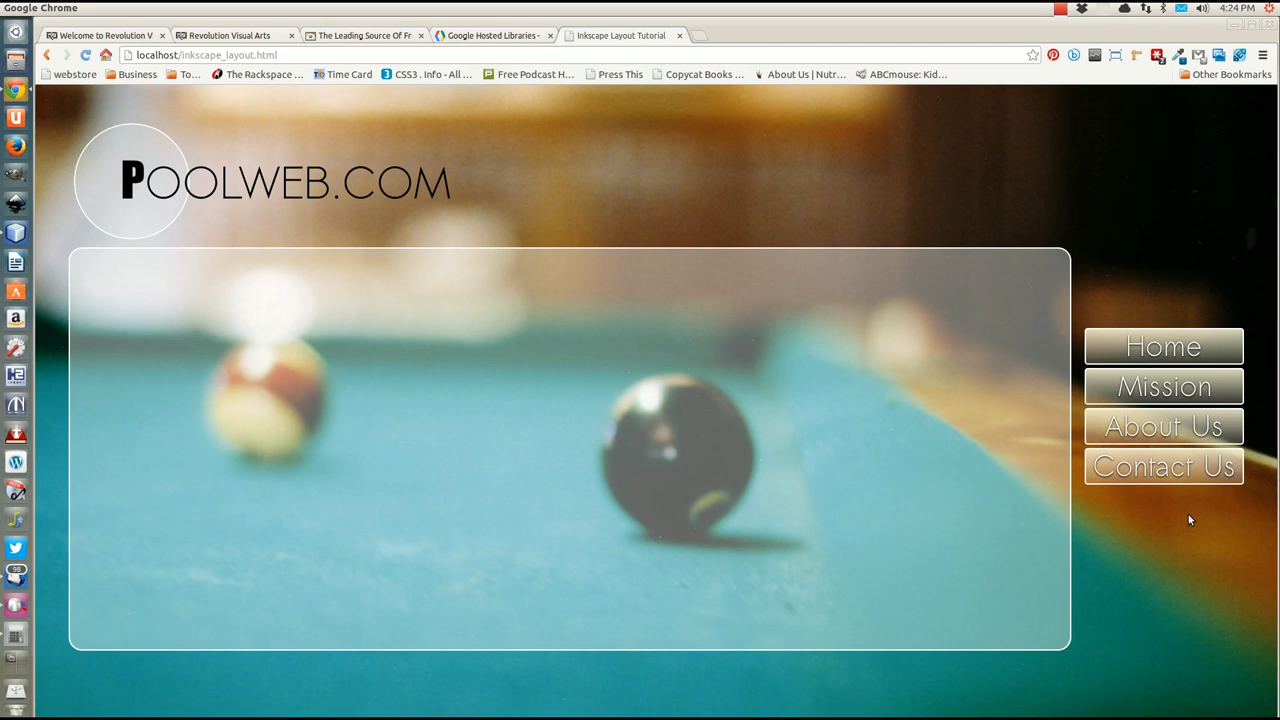 Google Chrome
4:24 PM
Welcome to Revolution V
Revolution Visual Arts
The Leading Source Of Fr
Google Hosted Libraries -
Inkscape Layout Tutorial
localhost/inkscape_layout.html
webstore
Business
To...
The Rackspace ...
Time Card
CSS3 . Info - All ...
Free Podcast H...
Press This
Copycat Books ...
About Us | Nutr...
ABCmouse: Kid...
Other Bookmarks
POOLWEB.COM
Home
Mission
About Us
Contact Us
98